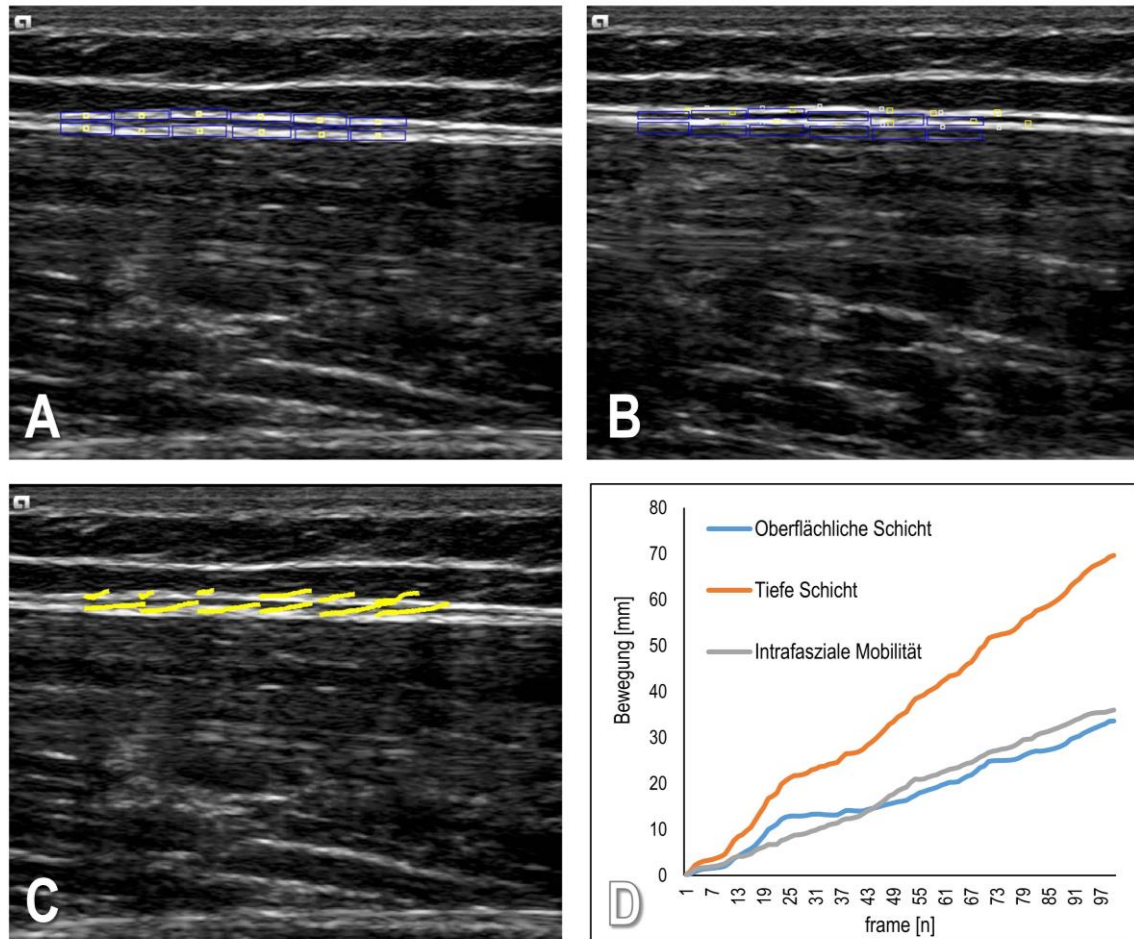 A
B
C
80
70
60
50
40
30
20
10
0
Bewegung [mm]
Oberflächliche Schicht
Tiefe Schicht
Intrafasziale Mobilität
1 7 13 19 25 31 37 43 49 55 61 67 73 79 85 91 97
frame [n]
D